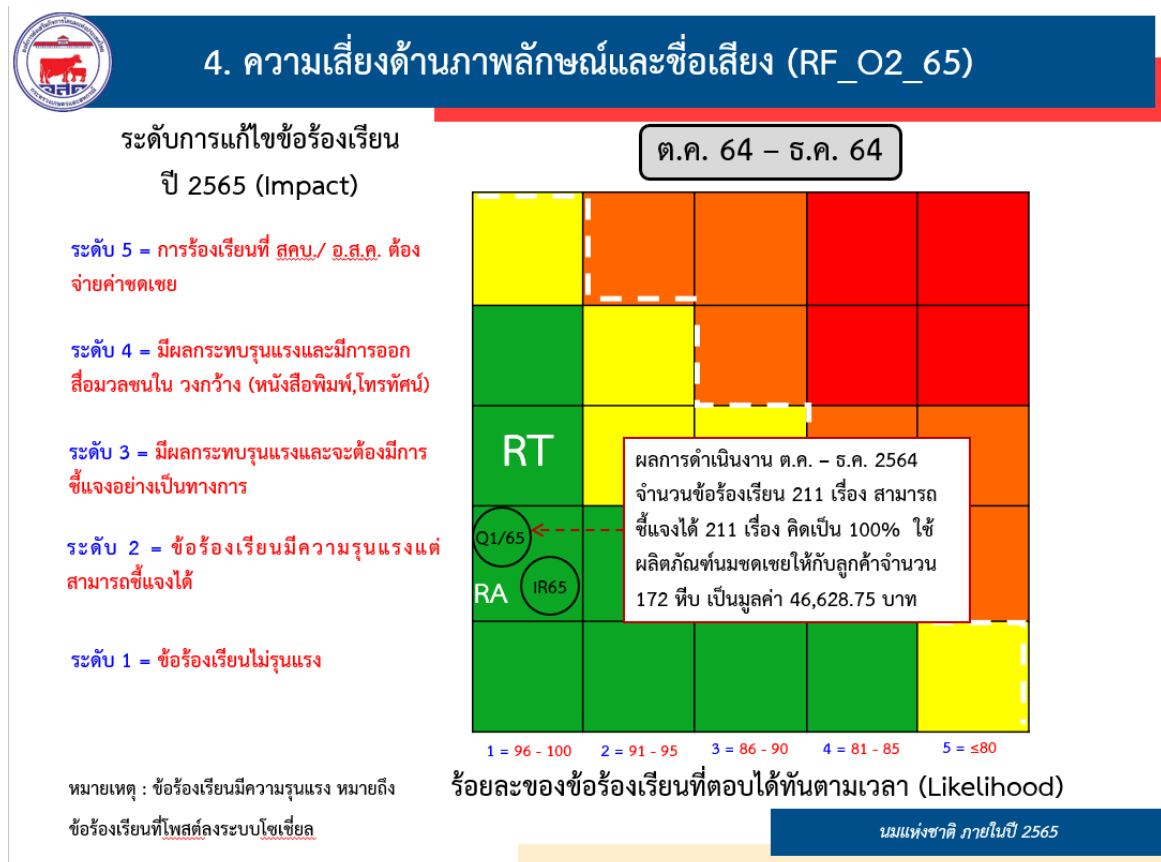 4. ความเสี่ยงด้านภาพลักษณ์และชื่อเสียง (RF_O2_65)
ระดับการแก้ไขข้อร้องเรียน
ปี 2565 (Impact)
ต.ค. 64 – ธ.ค. 64
ระดับ 5 = การร้องเรียนที่ สคบ./ อ.ส.ค. ต้อง
จ่ายค่าชดเชย
ระดับ 4 = มีผลกระทบรุนแรงและมีการออก
สื่อมวลชนใน วงกว้าง (หนังสือพิมพ์,โทรทัศน์)
ระดับ 3 = มีผลกระทบรุนแรงและจะต้องมีการ
ชี้แจงอย่างเป็นทางการ
ระดับ 2 = ข้อร้องเรียนมีความรุนแรงแต่
สามารถชี้แจงได้
ระดับ 1 = ข้อร้องเรียนไม่รุนแรง
RT
Q1/65
RA
IR65
ผลการดำเนินงาน ต.ค. – ธ.ค. 2564
จำนวนข้อร้องเรียน 211 เรื่อง สามารถ
ชี้แจงได้ 211 เรื่อง คิดเป็น 100% ใช้
ผลิตภัณฑ์นมชดเชยให้กับลูกค้าจำนวน
172 หีบ เป็นมูลค่า 46,628.75 บาท
1 = 96 - 100
2 = 91 - 95
3 = 86 - 90
4 = 81 - 85
5 = ≤80
ร้อยละของข้อร้องเรียนที่ตอบได้ทันตามเวลา (Likelihood)
หมายเหตุ : ข้อร้องเรียนมีความรุนแรง หมายถึง
ข้อร้องเรียนที่โพสต์ลงระบบโซเชี่ยล
นมแห่งชาติ ภายในปี 2565
อสค